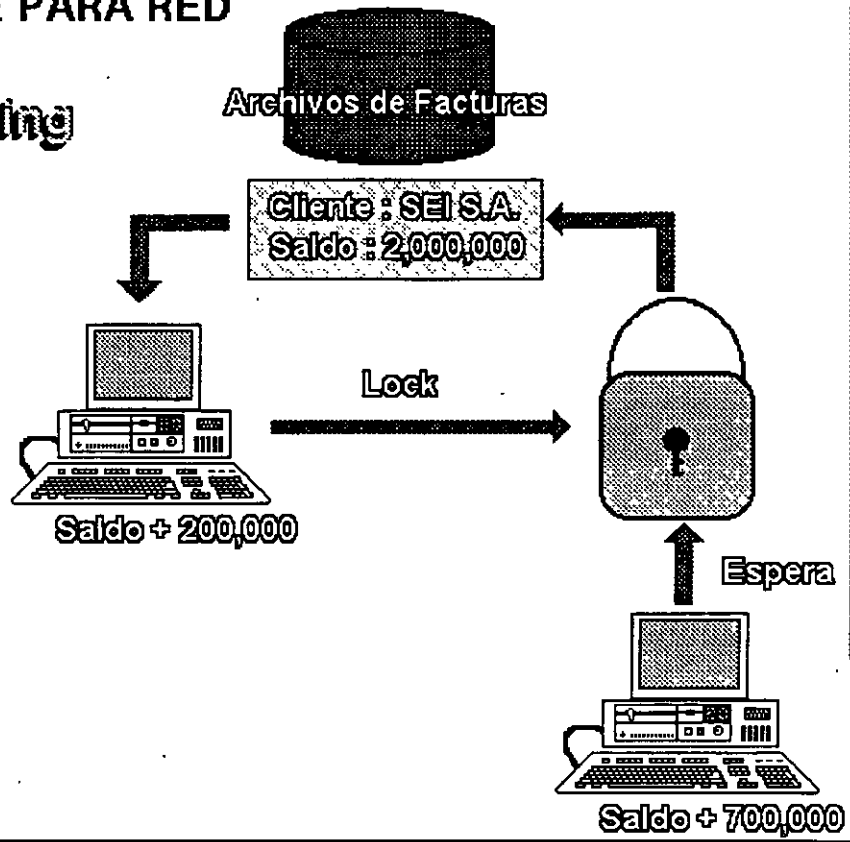 PARA RED
Archivos de Facturas
Cliente : SEI S.A.
Saldo : 2,000,000
Lock
Saldo + 200,000
Espera
Saldo + 700,000